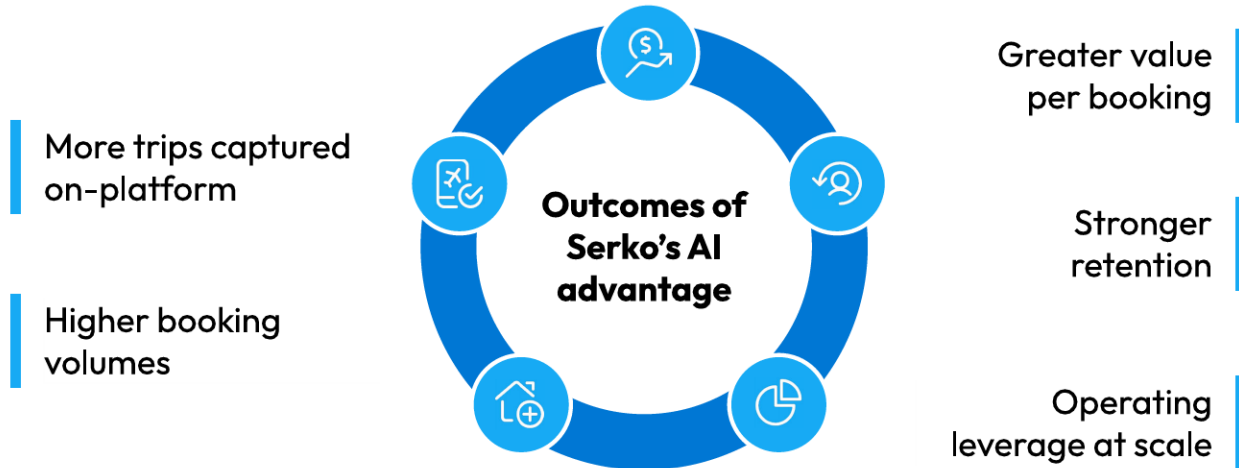 More trips captured
on-platform
Higher booking
volumes
$
Outcomes of
Serko’s AI
advantage
Greater value
per booking
Stronger
retention
Operating
leverage at scale